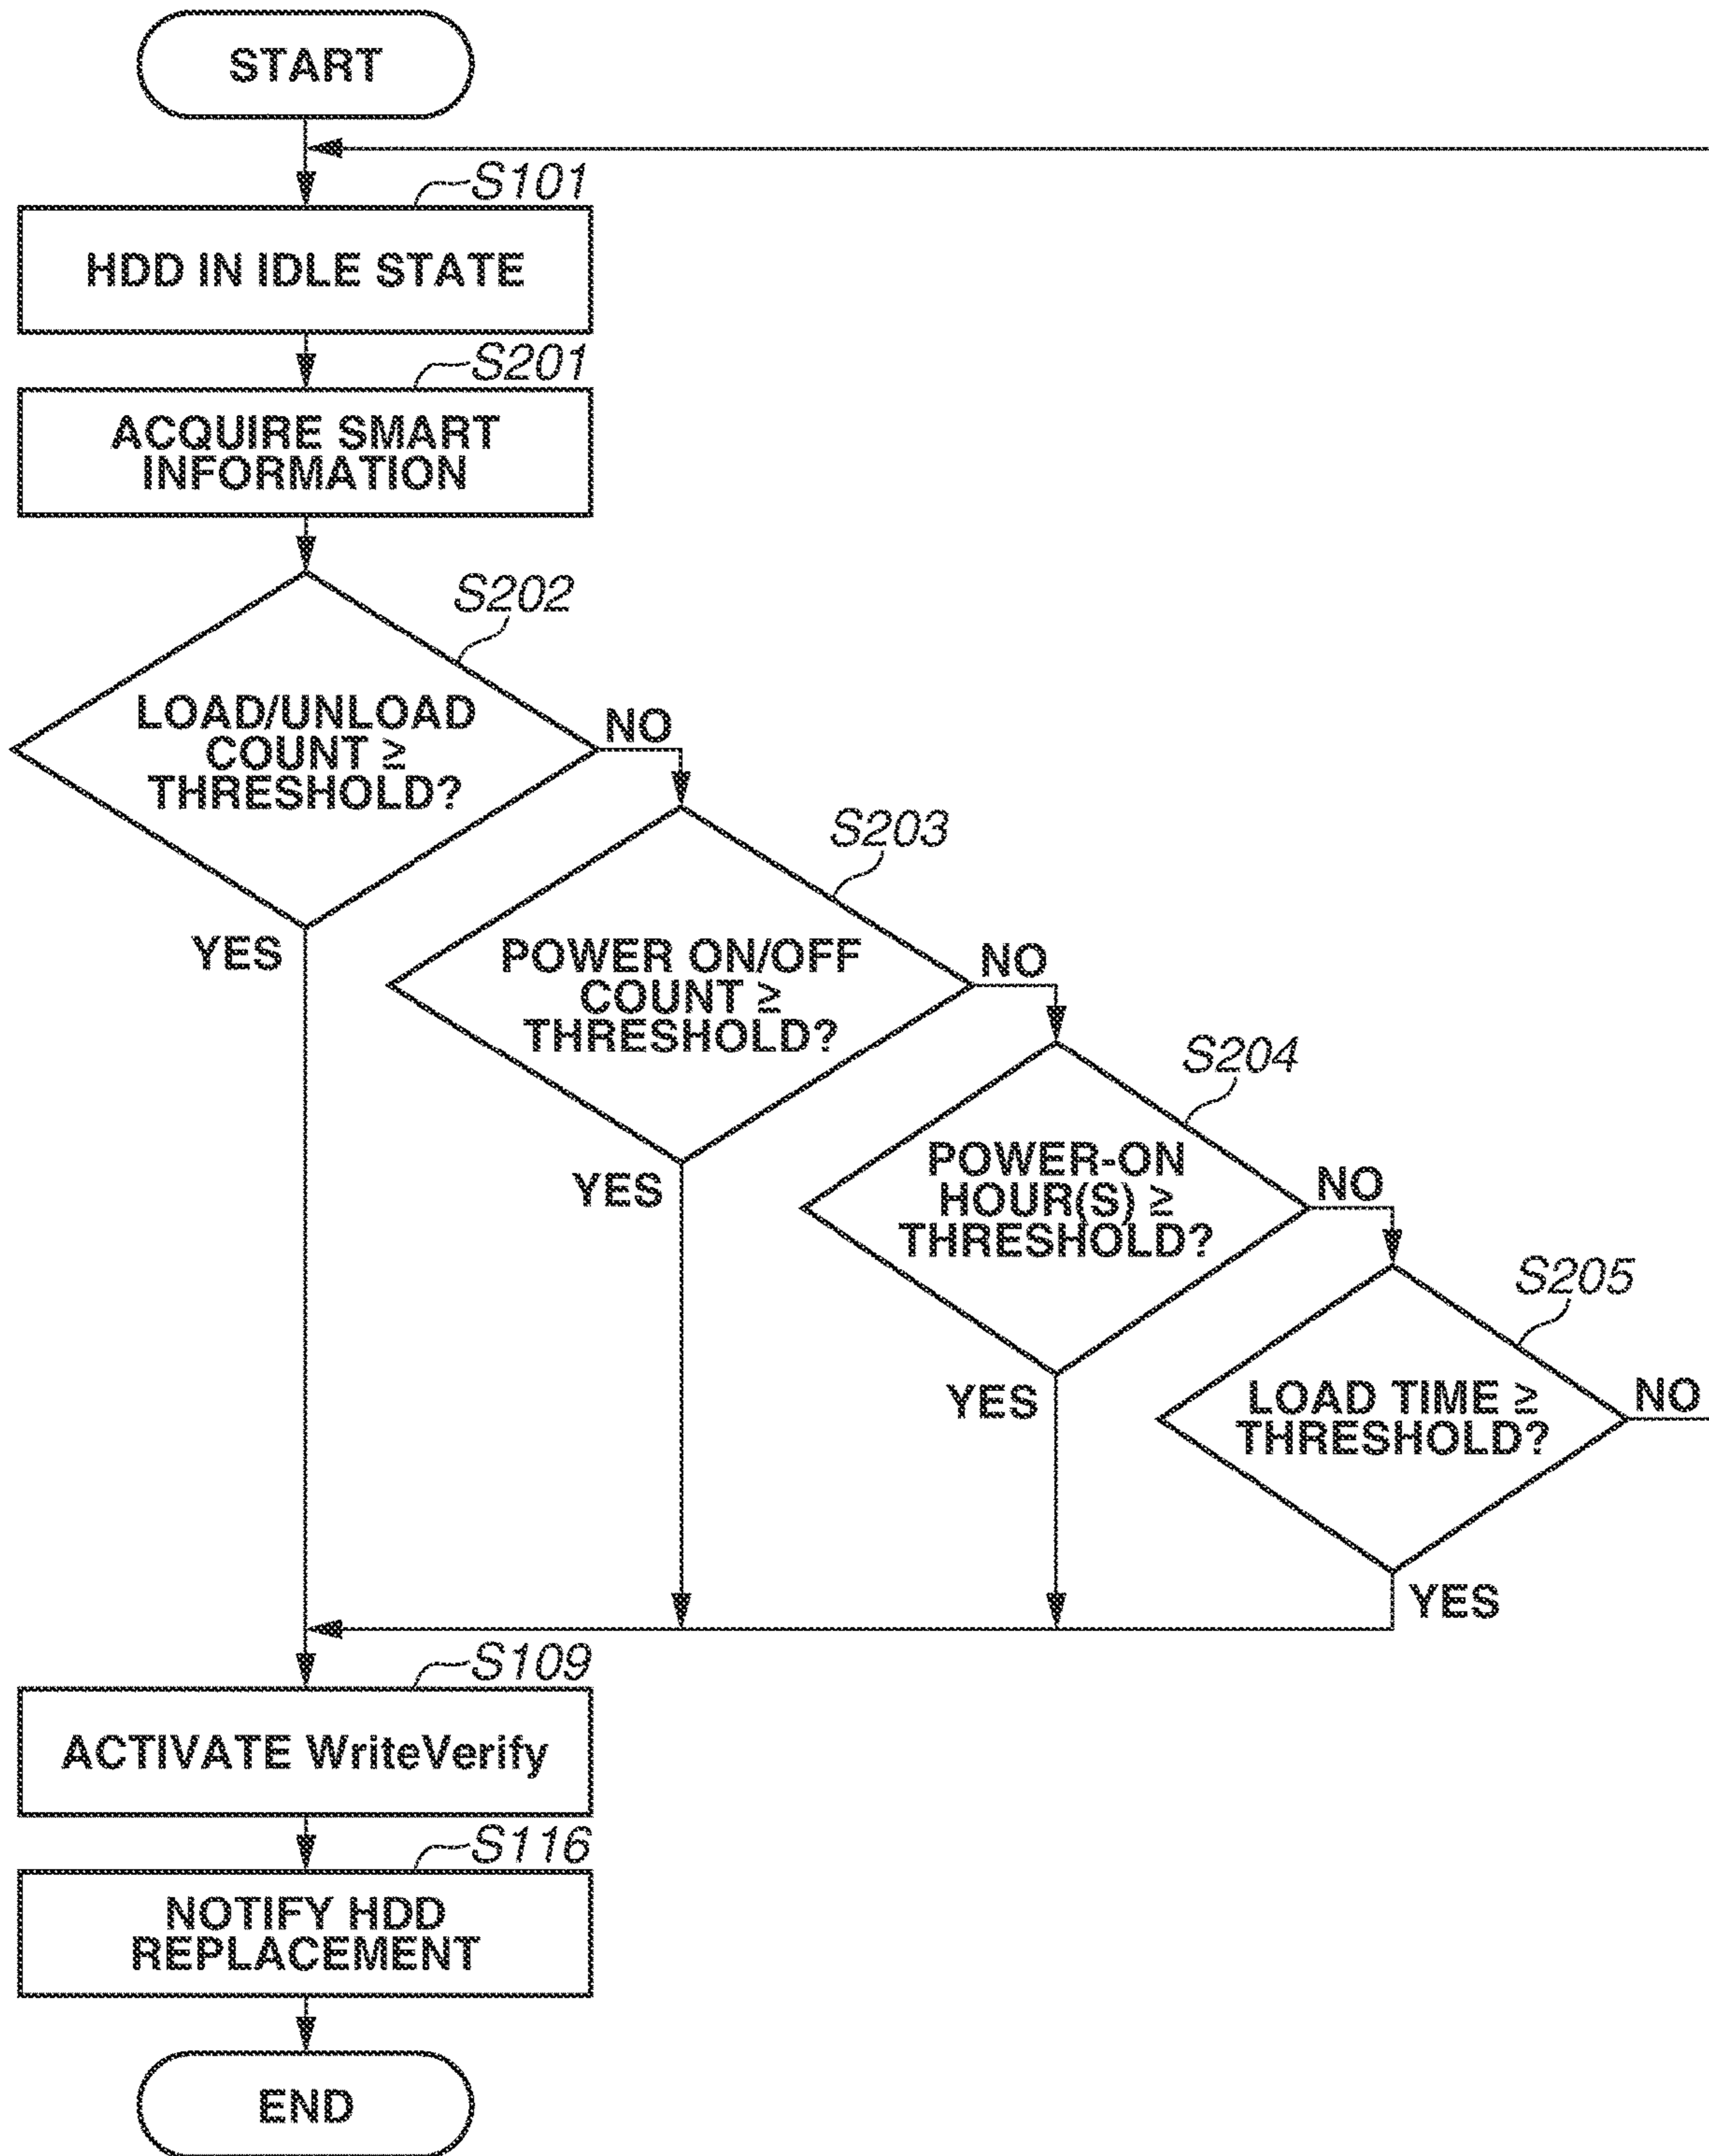 START
S101
HDD IN IDLE STATE
S201
ACQUIRE SMART
INFORMATION
S202
LOAD/UNLOAD
COUNT ≥
THRESHOLD?
NO
YES
S203
POWER ON/OFF
COUNT ≥
THRESHOLD?
NO
YES
S204
POWER-ON
HOUR(S) ≥
THRESHOLD?
NO
YES
S205
LOAD TIME ≥
THRESHOLD?
NO
YES
S109
ACTIVATE WriteVerify
S116
NOTIFY HDD
REPLACEMENT
END